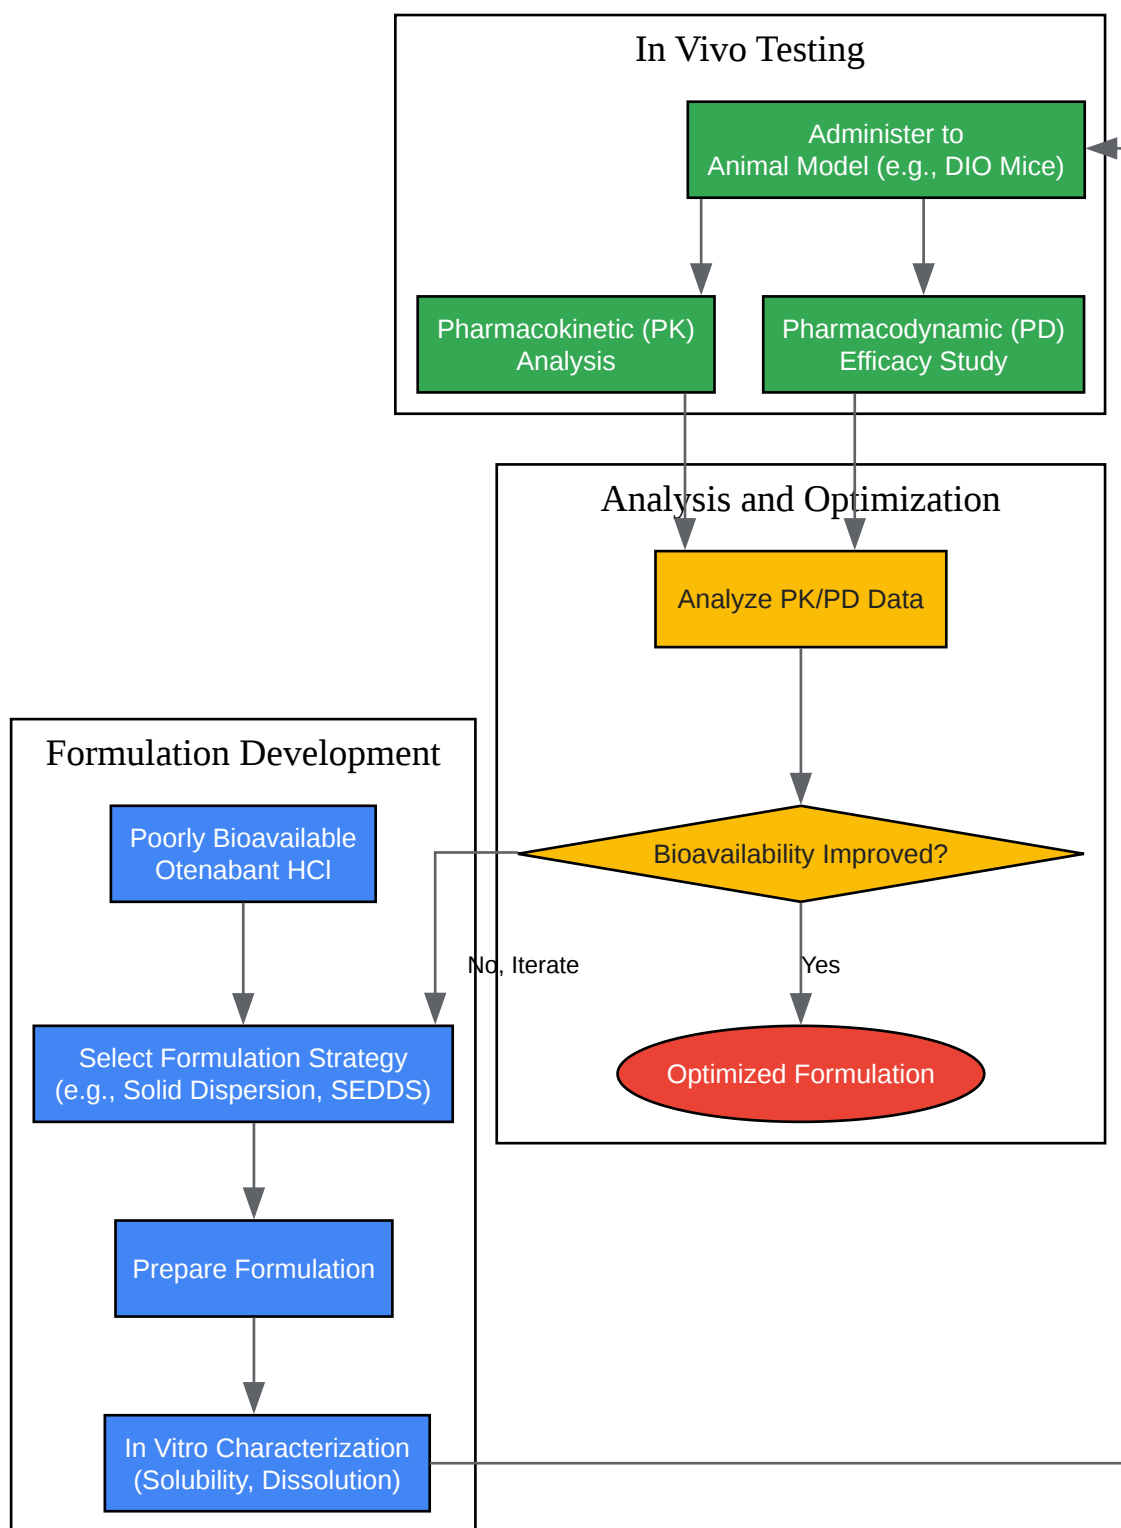 In Vivo Testing
Administer to
Animal Model (e.g., DIO Mice)
Pharmacokinetic (PK)
Analysis
Pharmacodynamic (PD)
Efficacy Study
Analysis and Optimization
Analyze PK/PD Data
Formulation Development
Poorly Bioavailable
Otenabant HCl
Bioavailability Improved?
No, Iterate
Yes
Select Formulation Strategy
(e.g., Solid Dispersion, SEDDS)
Optimized Formulation
Prepare Formulation
In Vitro Characterization
(Solubility, Dissolution)